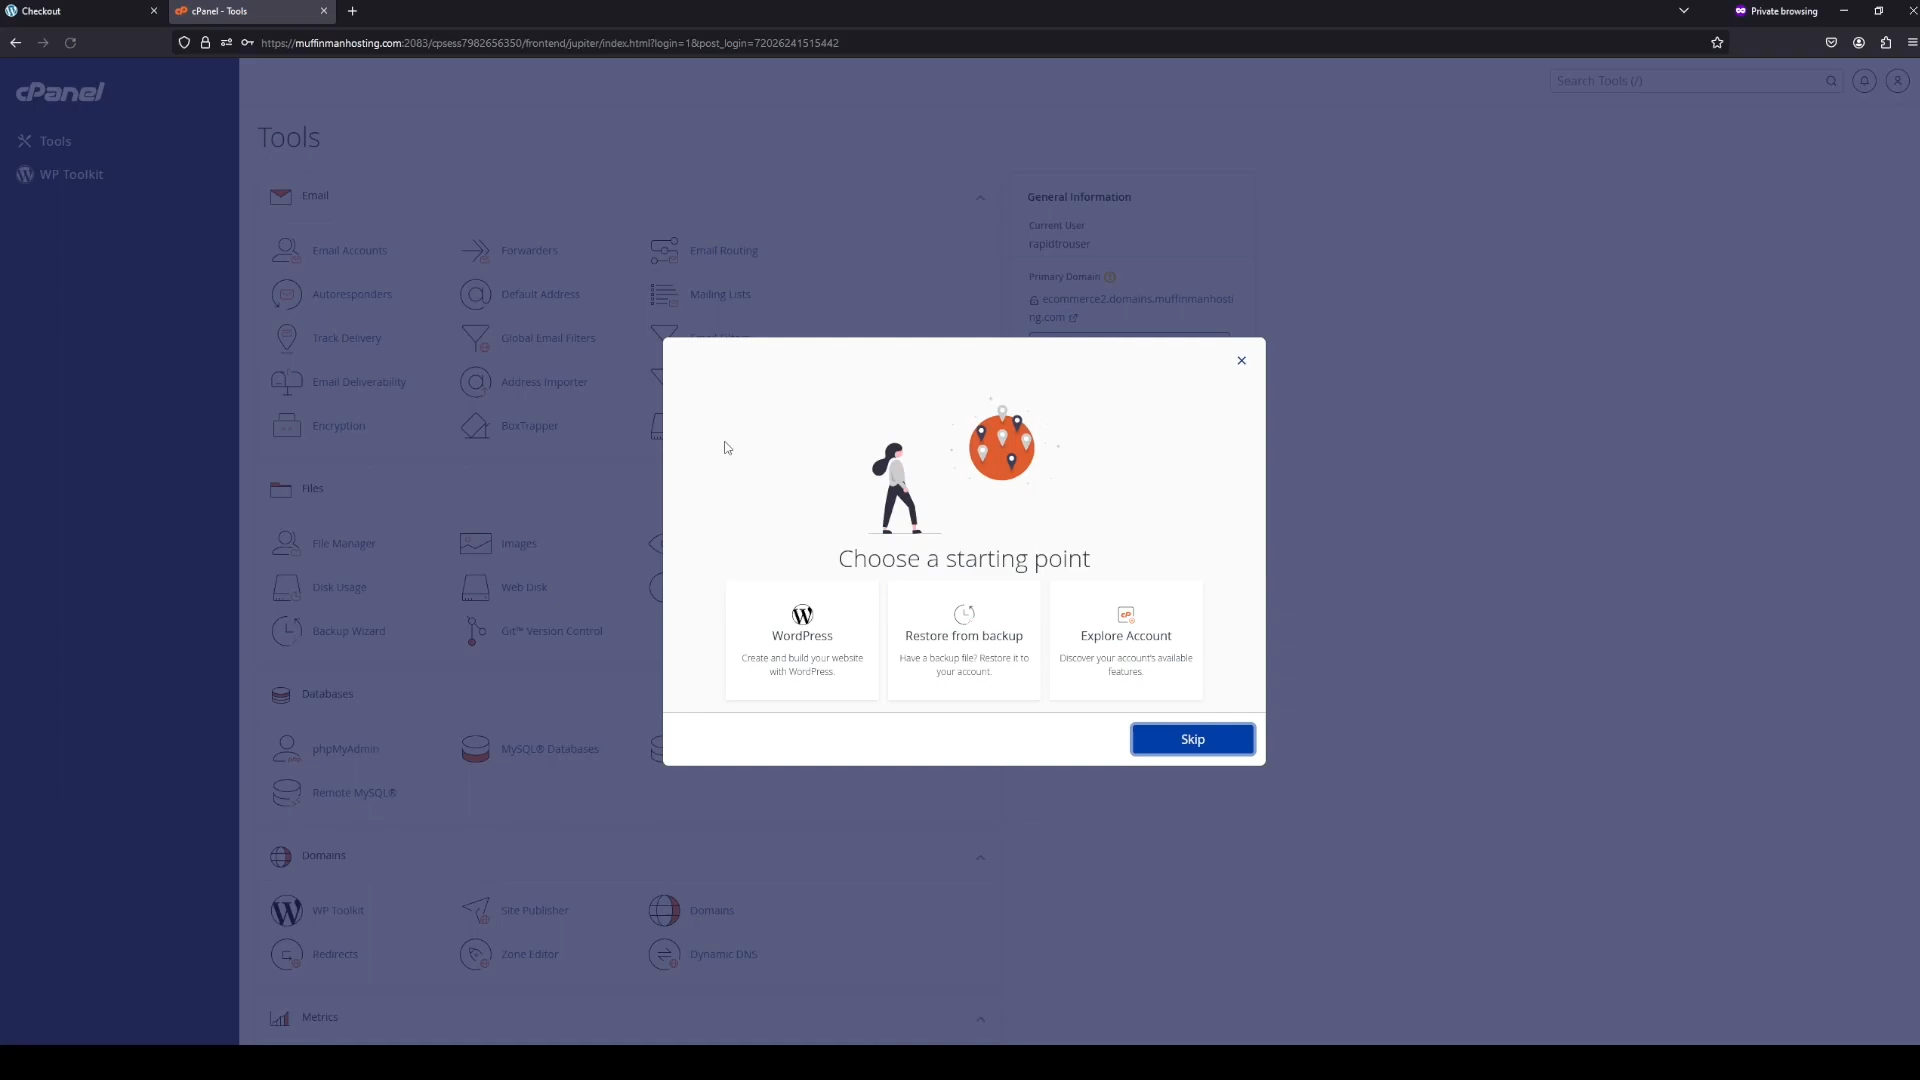 Checkout
cPanel - Tools
Private browsing
https://muffinmanhosting.com:2083/cpsess7982656350/frontend/jupiter/index.html?login=1&post_login=72026241515442
cPanel
Search Tools (/)
Tools
WP Toolkit
Tools
Email
Email Accounts
Forwarders
Email Routing
Autoresponders
Default Address
Mailing Lists
Track Delivery
Global Email Filters
Email Deliverability
Address Importer
Encryption
BoxTrapper
Files
File Manager
Images
Disk Usage
Web Disk
Backup Wizard
Git™ Version Control
Databases
phpMyAdmin
MySQL® Databases
Remote MySQL®
Domains
WP Toolkit
Site Publisher
Domains
Redirects
Zone Editor
Dynamic DNS
Metrics
General Information
Current User
rapidtrouser
Primary Domain
ecommerce2.domains.muffinmanhosti
ng.com
Choose a starting point
WordPress
Create and build your website
with WordPress.
Restore from backup
Have a backup file? Restore it to
your account.
Explore Account
Discover your account's available
features.
Skip